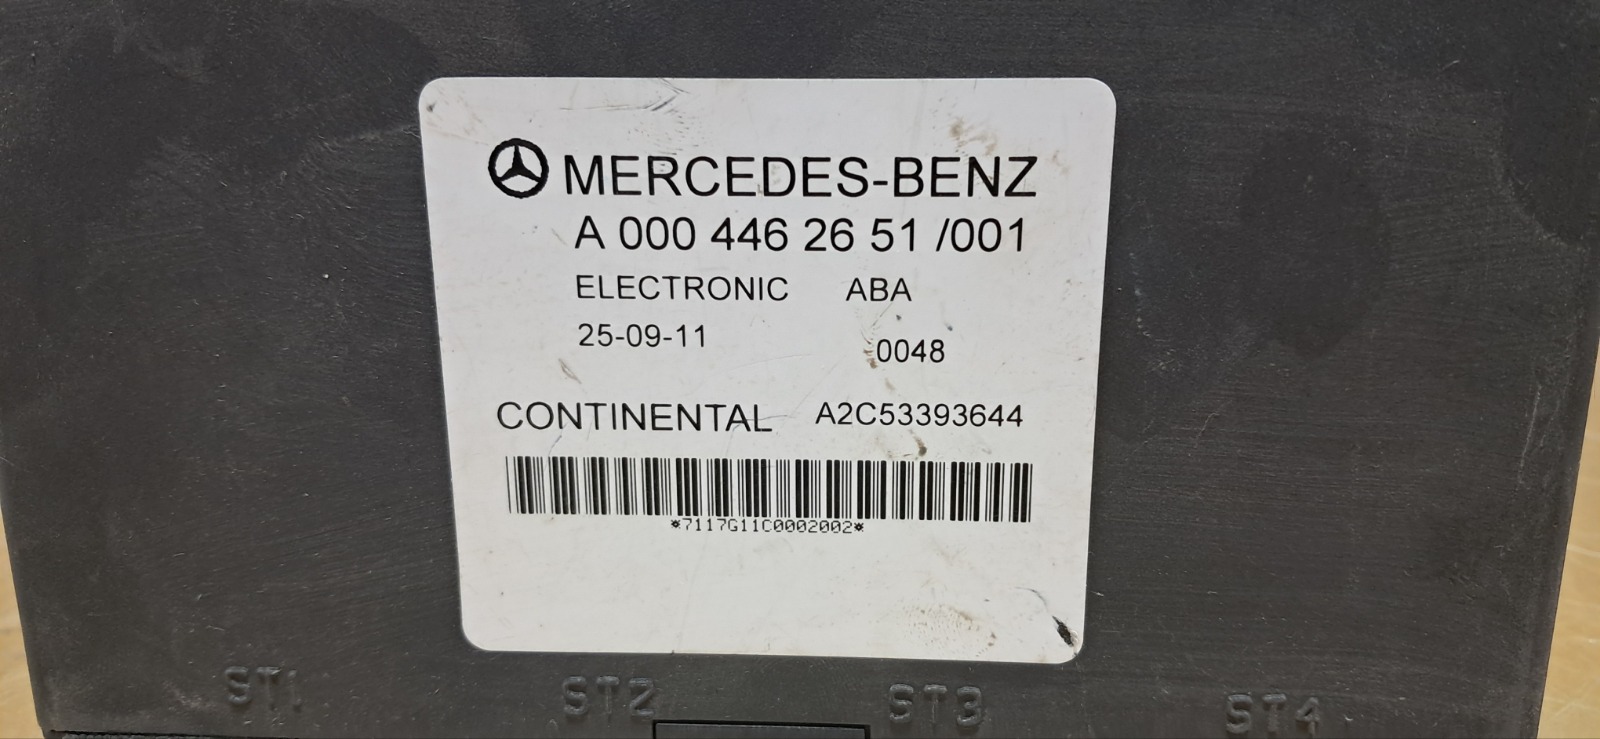 MERCEDES-BENZ
A 000 446 26 51 /001
ELECTRONIC ABA
25-09-11
0048
CONTINENTAL A2C53393644
*7117G11C0002002*
ST1 ST2 ST3 ST4